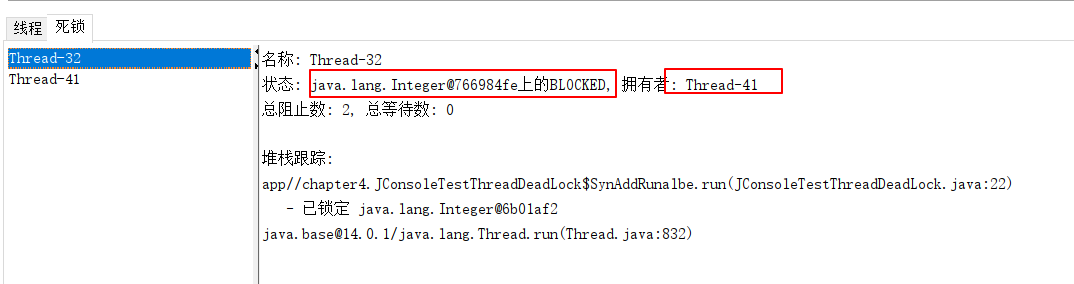 线程 死锁
Thread-32
Thread-41
名称: Thread-32
状态: java.lang.Integer@766984fe上的BLOCKED, 拥有者: Thread-41
总阻止数: 2, 总等待数: 0
堆栈跟踪:
app//chapter4.JConsoleTestThreadDeadLock$SynAddRunalbe.run(JConsoleTestThreadDeadLock.java:22)
- 已锁定 java.lang.Integer@6b01af2
java.base@14.0.1/java.lang.Thread.run(Thread.java:832)